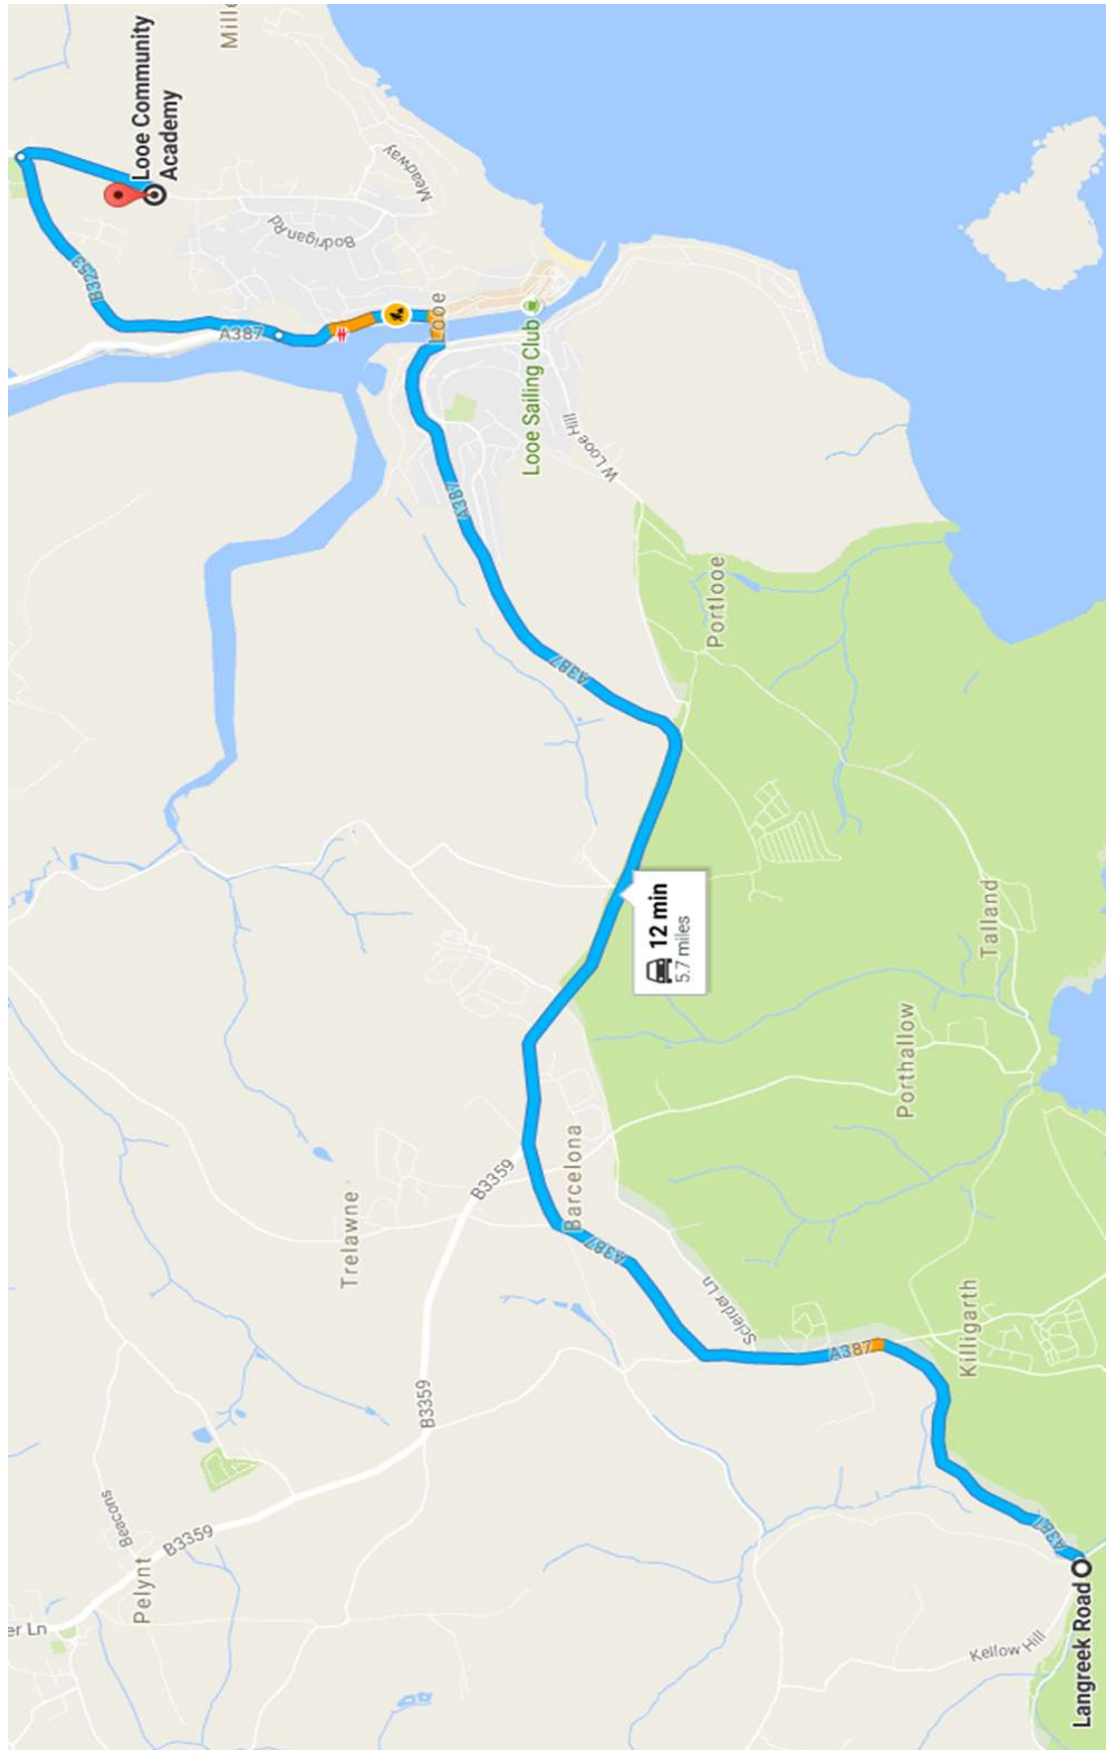 Mill
Looe Community
Academy
Meadway
Bodrigan Rd
B3253
A387
Looe
Looe Sailing Club
W Looe Hill
A387
A387
Portlooe
12 min
5.7 miles
Talland
Porthallow
Barcelona
B3359
Trelawne
A387
Sclerder Ln
A387
Killigarth
B3359
Beacons
B3359
Pelynt
er Ln
A387
Langreek Road
Kellow Hill